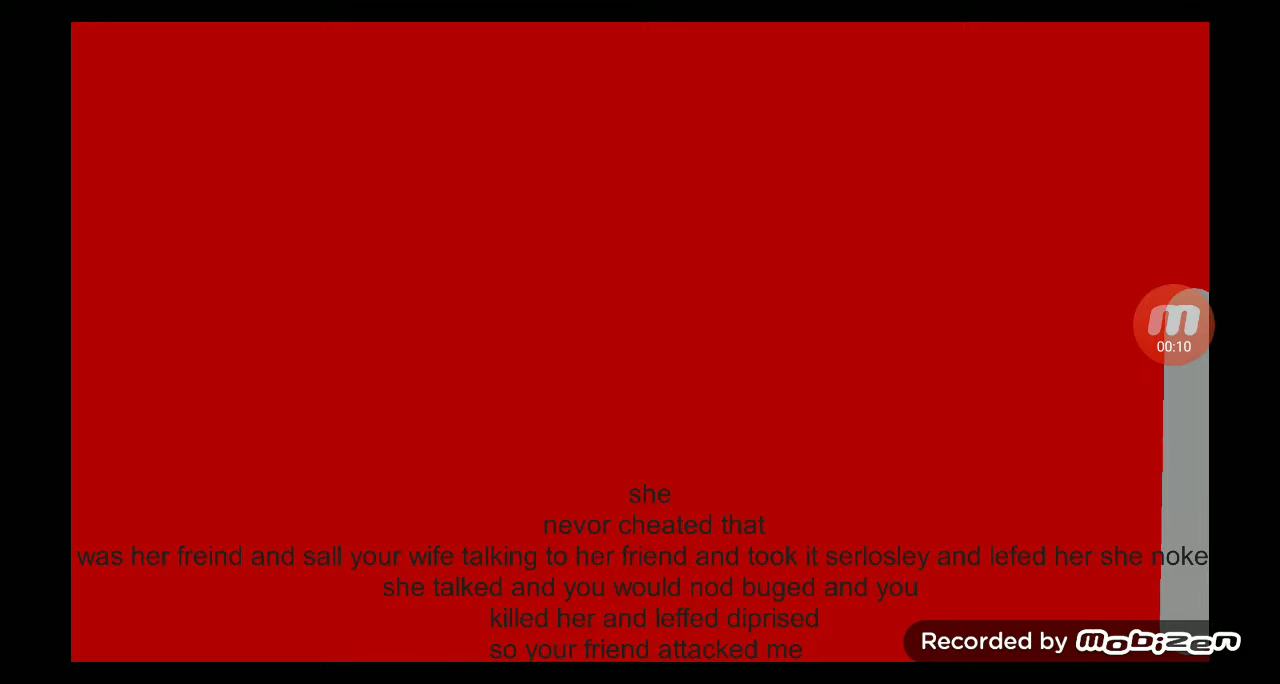 M
00:10
she
nevor cheated that
was her freind and sall your wife talking to her friend and took it serlosley and lefed her she noke
she talked and you would nod buged and you
killed her and leffed diprised
so your friend attacked me
Recorded by mobizen